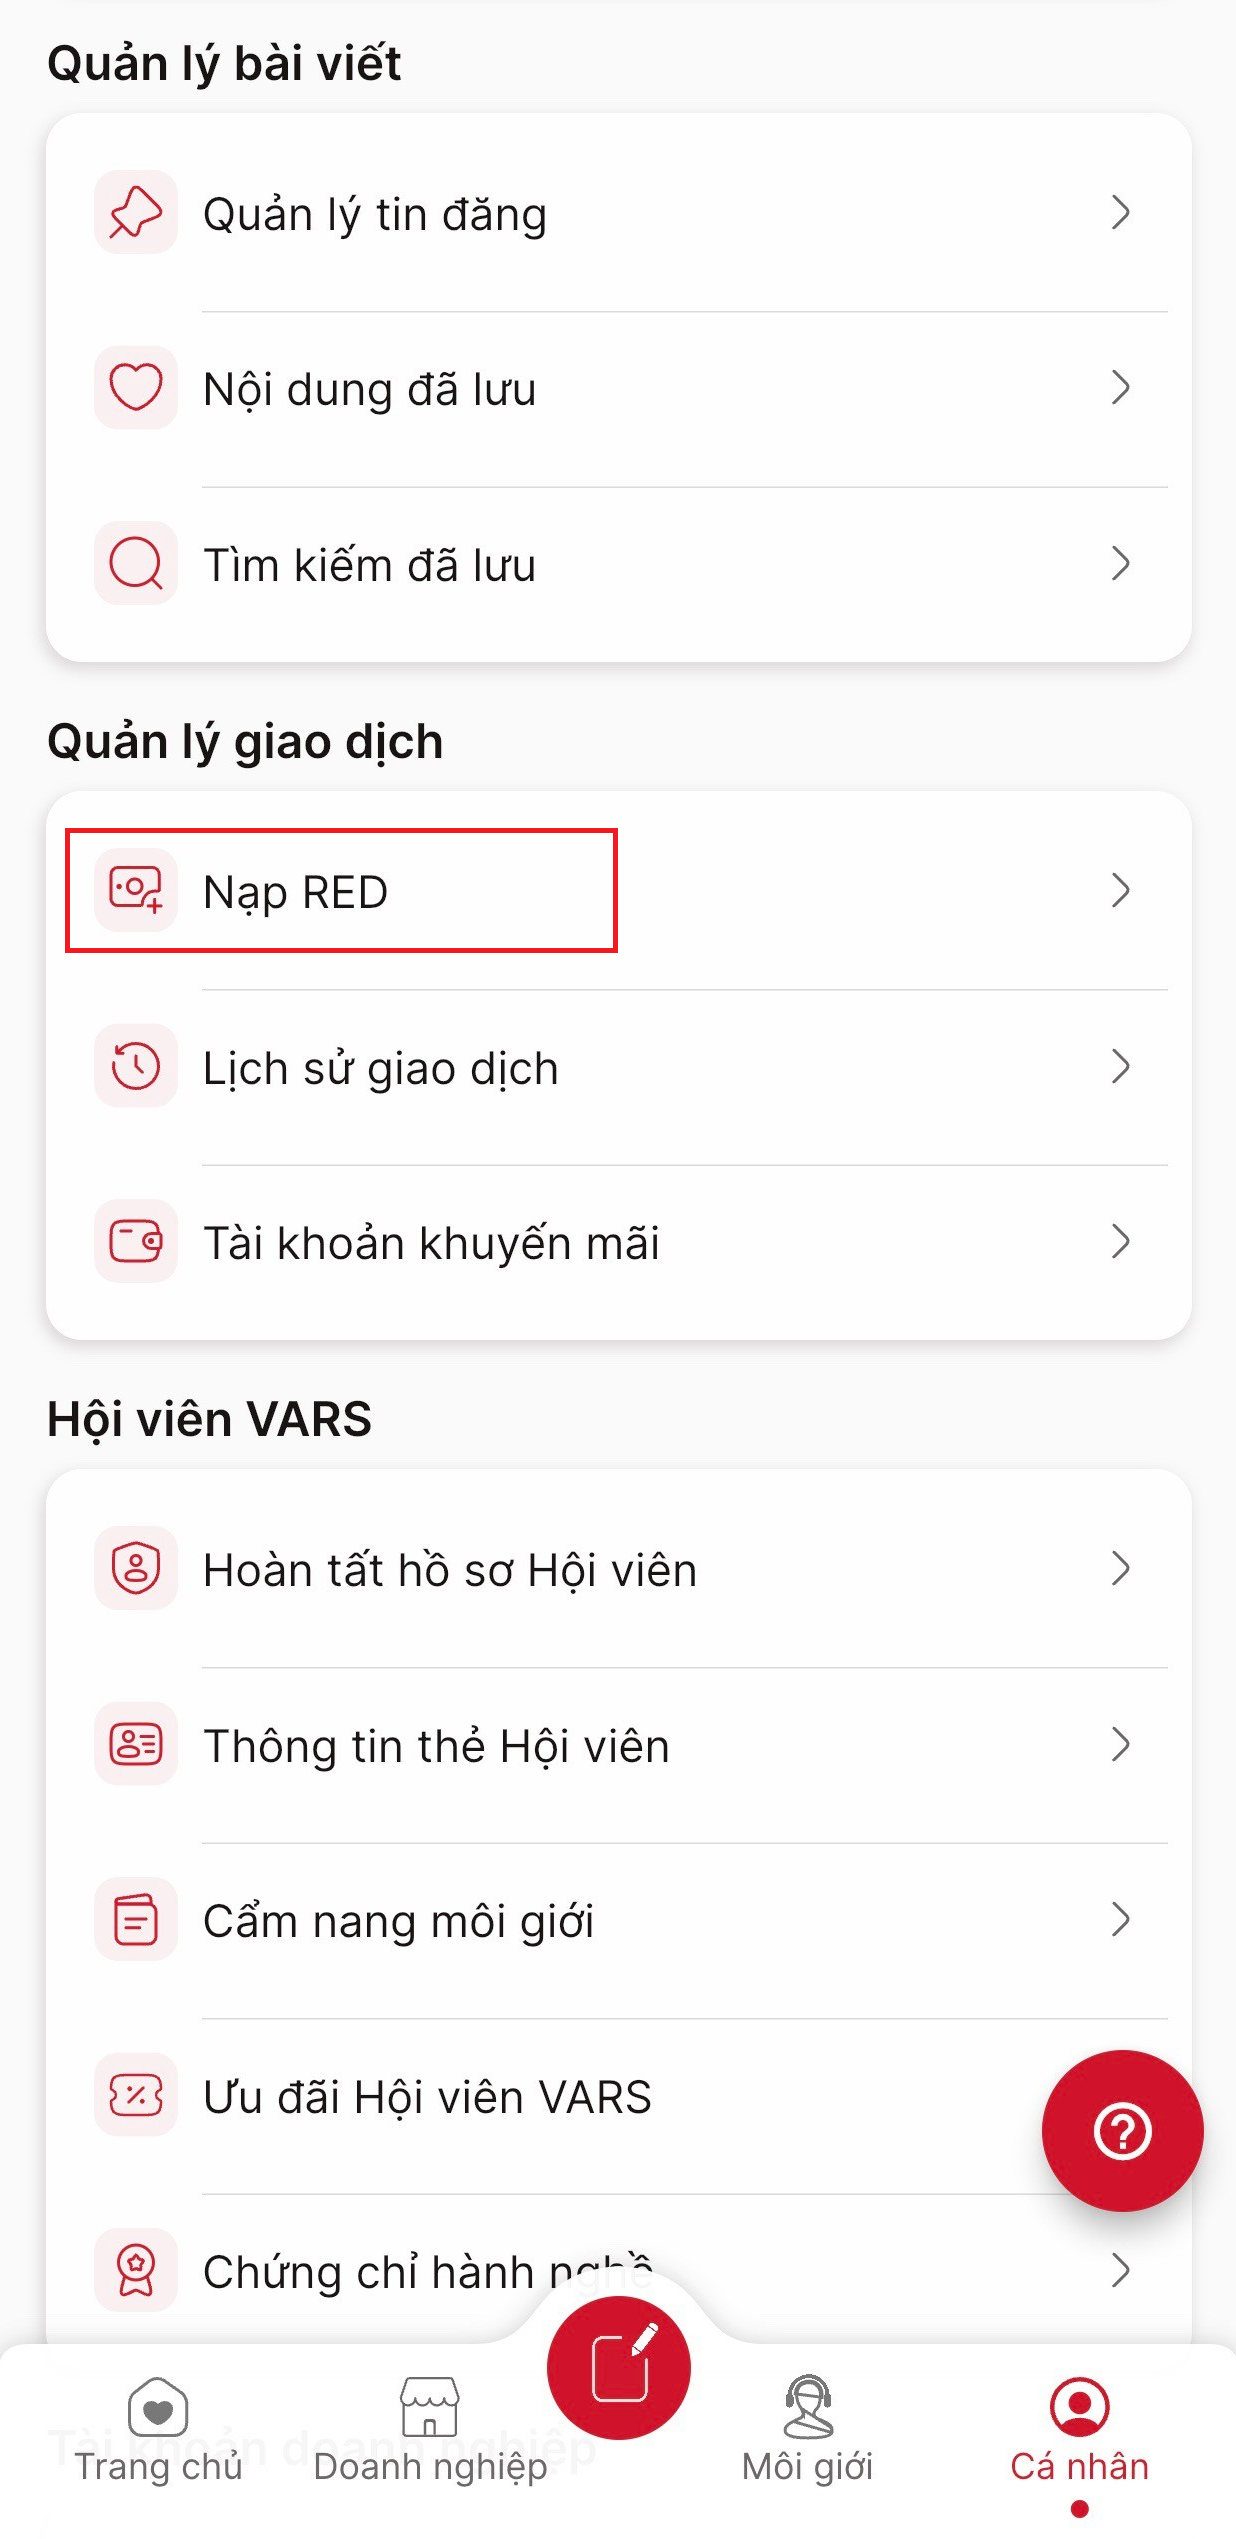 Quản lý bài viết
Quản lý tin đăng
Nội dung đã lưu
Tìm kiếm đã lưu
Quản lý giao dịch
Nạp RED
Lịch sử giao dịch
Tài khoản khuyến mãi
Hội viên VARS
Hoàn tất hồ sơ Hội viên
Thông tin thẻ Hội viên
Cẩm nang môi giới
Ưu đãi Hội viên VARS
Chứng chỉ hành nghề
Tài khoản doanh nghiệp
Trang chủ
Doanh nghiệp
Môi giới
Cá nhân